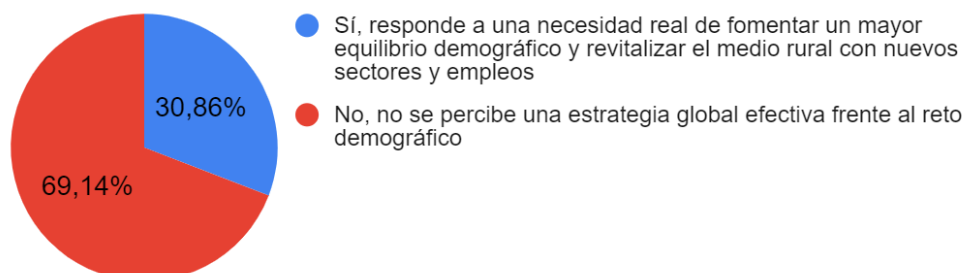 Sí, responde a una necesidad real de fomentar un mayor
equilibrio demográfico y revitalizar el medio rural con nuevos
sectores y empleos
30,86%
No, no se percibe una estrategia global efectiva frente al reto
demográfico
69,14%